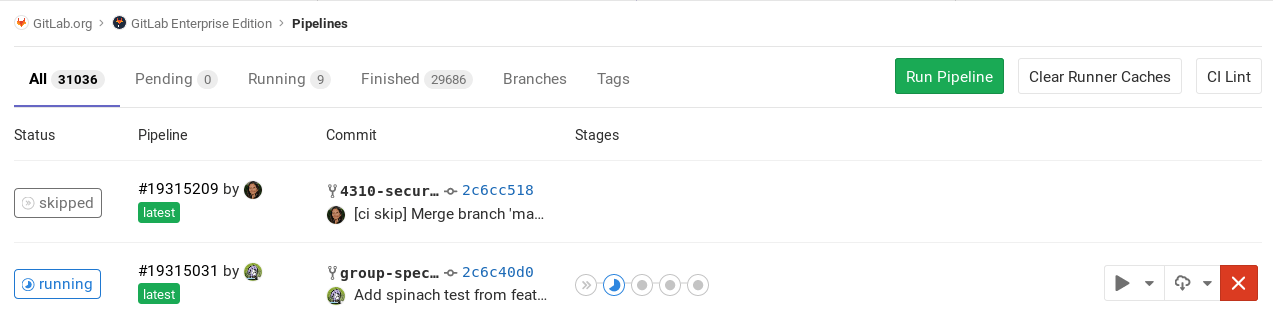 GitLab.org > GitLab Enterprise Edition > Pipelines
All 31036 Pending 0 Running 9 Finished 29686 Branches Tags Run Pipeline Clear Runner Caches CI Lint
Status Pipeline Commit Stages
skipped #19315209 by 4310-secur… 2c6cc518
latest [ci skip] Merge branch 'ma…
running #19315031 by group-spec… 2c6c40d0
latest Add spinach test from feat…